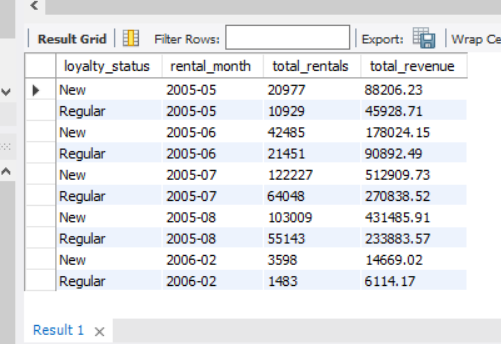 Result Grid Filter Rows: Export: Wrap Ce
loyalty_status rental_month total_rentals total_revenue
New 2005-05 20977 88206.23
Regular 2005-05 10929 45928.71
New 2005-06 42485 178024.15
Regular 2005-06 21451 90892.49
New 2005-07 122227 512909.73
Regular 2005-07 64048 270838.52
New 2005-08 103009 431485.91
Regular 2005-08 55143 233883.57
New 2006-02 3598 14669.02
Regular 2006-02 1483 6114.17
Result 1